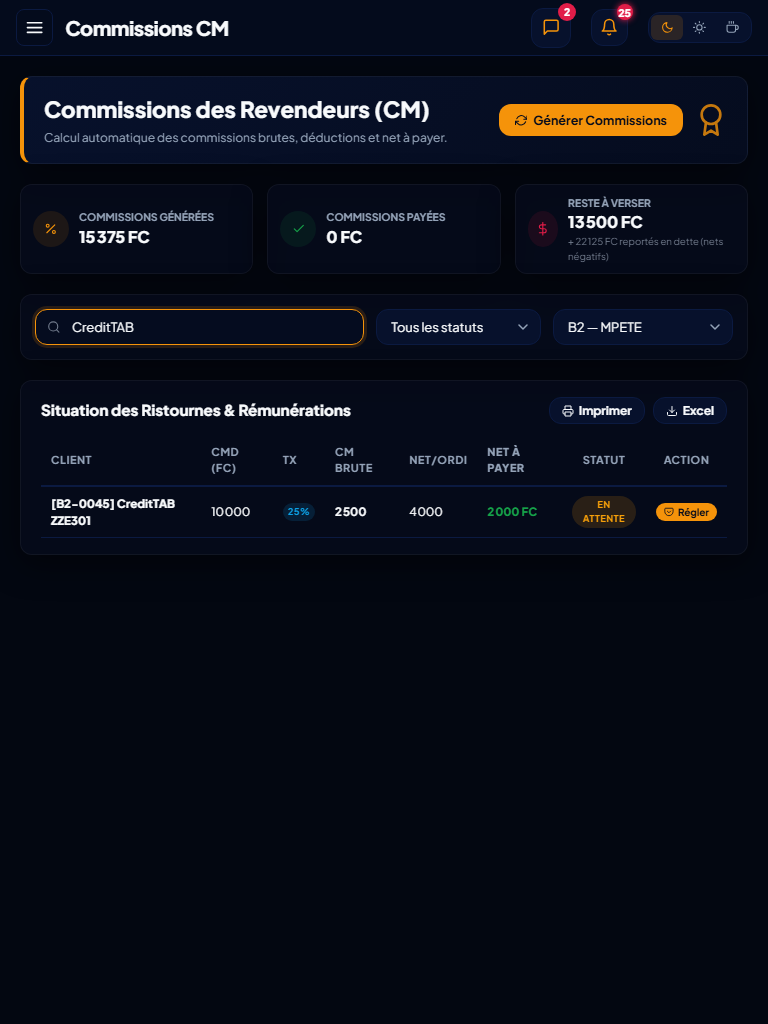 Commissions CM
2
25
Commissions des Revendeurs (CM)
Calcul automatique des commissions brutes, déductions et net à payer.
Générer Commissions
COMMISSIONS GÉNÉRÉES
15 375 FC
COMMISSIONS PAYÉES
0 FC
RESTE À VERSER
13 500 FC
+ 22 125 FC reportés en dette (nets
négatifs)
CreditTAB
Tous les statuts
B2 — MPETE
Situation des Ristournes & Rémunérations
Imprimer
Excel
CLIENT
CMD
(FC)
TX
CM
BRUTE
NET/ORDI
NET À
PAYER
STATUT
ACTION
[B2-0045] CreditTAB
ZZE301
10 000
25%
2500
4000
2 000 FC
EN
ATTENTE
Régler